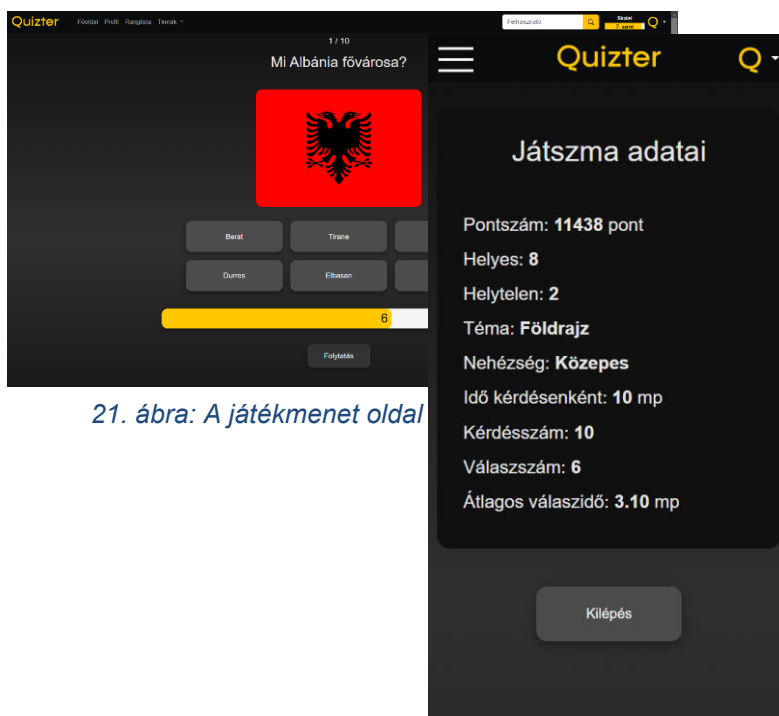 Quizter Főoldal Profil Ranglista Témák
Felhasználó
7. szint Q
1 / 10
Mi Albánia fővárosa?
Berat Tirane
Durres Elbasan
6
Folytatás
21. ábra: A játékmenet oldal
Quizter Q
Játszma adatai
Pontszám: 11438 pont
Helyes: 8
Helytelen: 2
Téma: Földrajz
Nehézség: Közepes
Idő kérdésenként: 10 mp
Kérdésszám: 10
Válaszszám: 6
Átlagos válaszidő: 3.10 mp
Kilépés